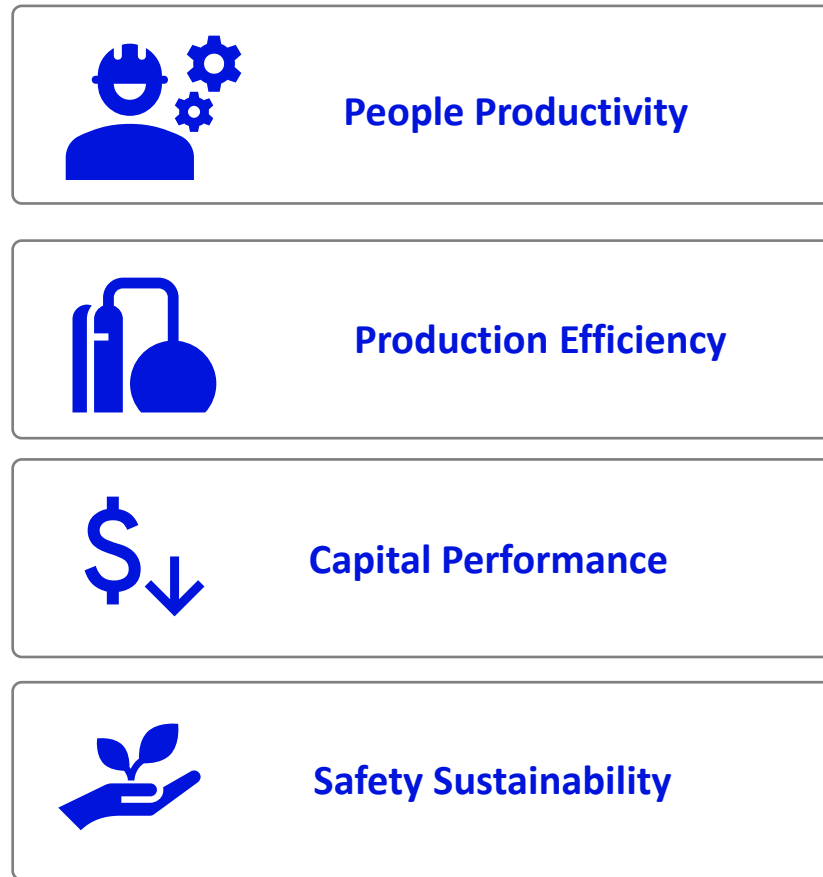 People Productivity
Production Efficiency
Capital Performance
Safety Sustainability